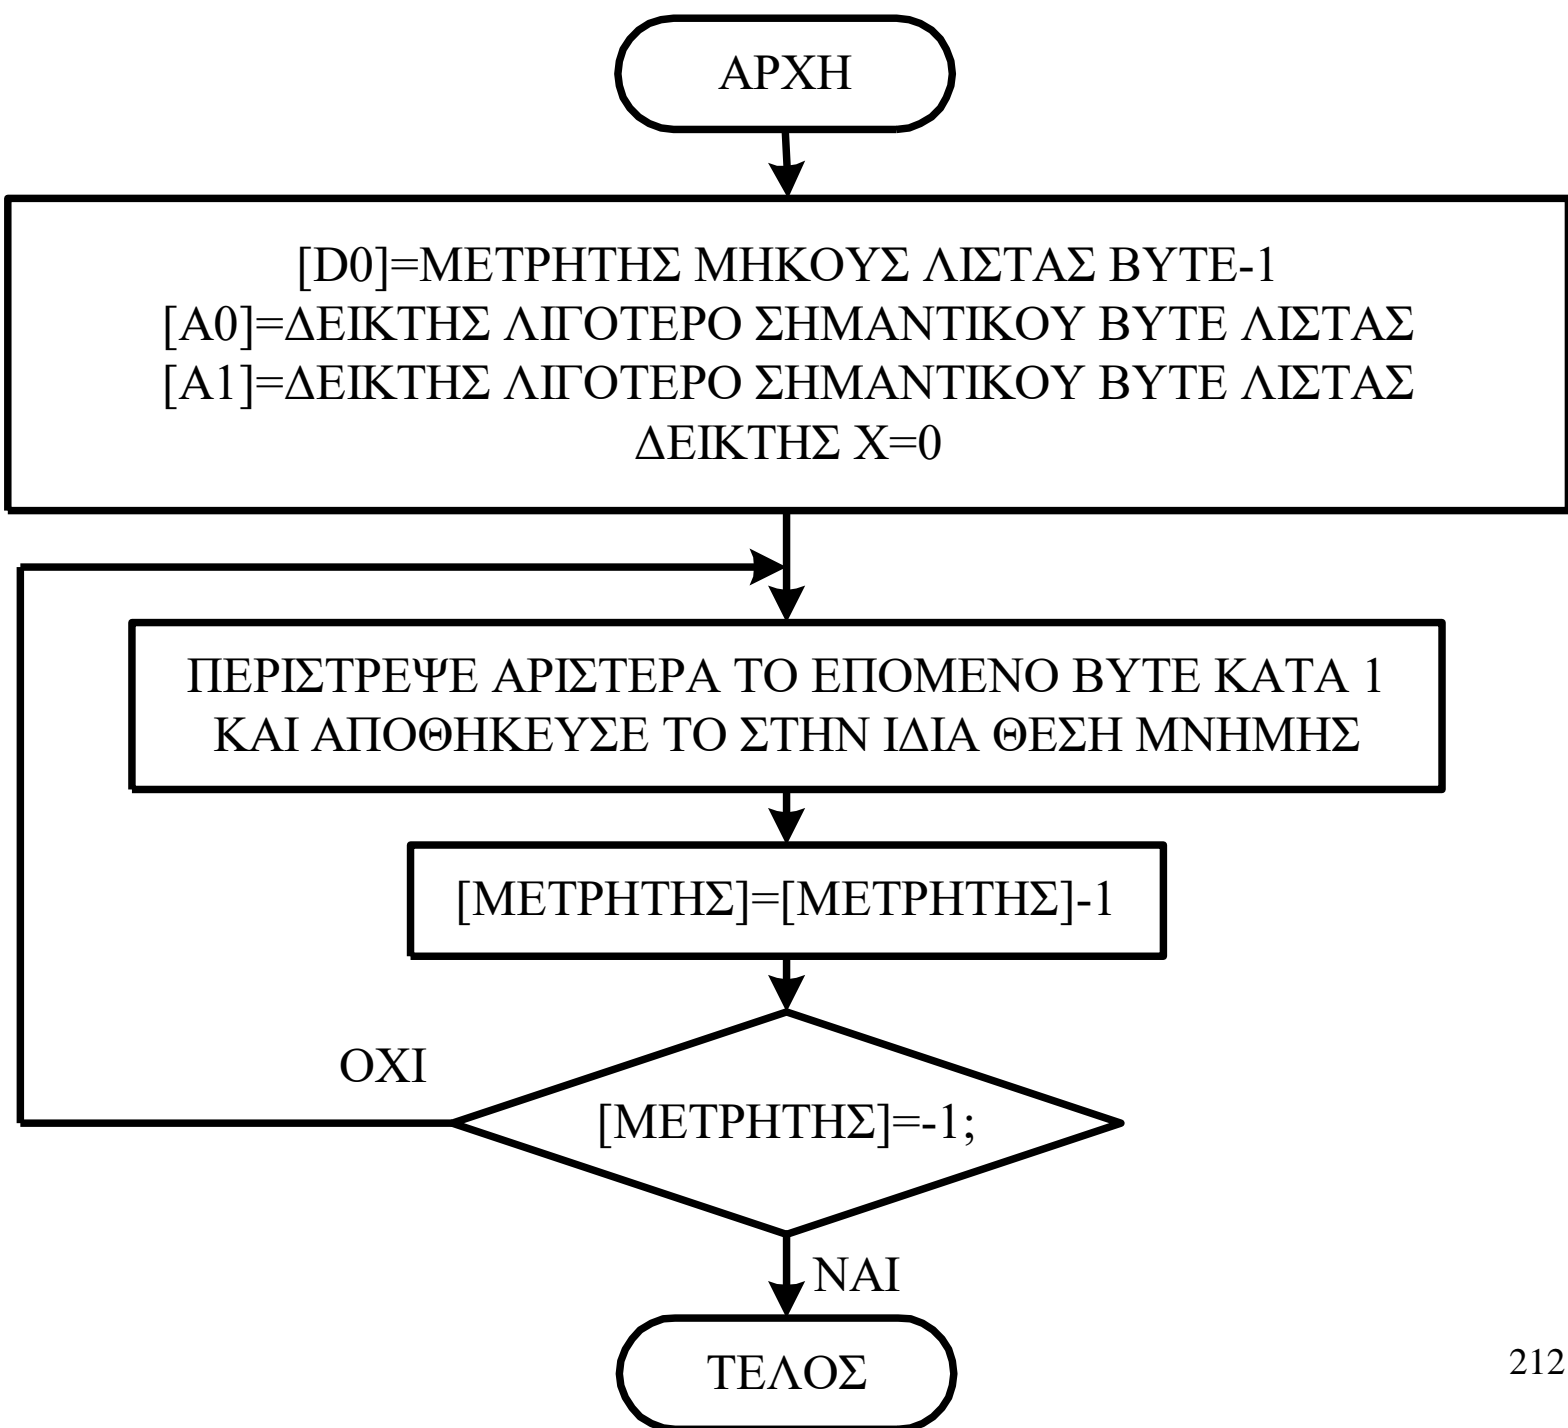 ΑΡΧΗ
[D0]=ΜΕΤΡΗΤΗΣ ΜΗΚΟΥΣ ΛΙΣΤΑΣ BYTE-1
[A0]=ΔΕΙΚΤΗΣ ΛΙΓΟΤΕΡΟ ΣΗΜΑΝΤΙΚΟΥ BYTE ΛΙΣΤΑΣ
[A1]=ΔΕΙΚΤΗΣ ΛΙΓΟΤΕΡΟ ΣΗΜΑΝΤΙΚΟΥ BYTE ΛΙΣΤΑΣ
ΔΕΙΚΤΗΣ X=0
ΠΕΡΙΣΤΡΕΨΕ ΑΡΙΣΤΕΡΑ ΤΟ ΕΠΟΜΕΝΟ BYTE ΚΑΤΑ 1
ΚΑΙ ΑΠΟΘΗΚΕΥΣΕ ΤΟ ΣΤΗΝ ΙΔΙΑ ΘΕΣΗ ΜΝΗΜΗΣ
[ΜΕΤΡΗΤΗΣ]=[ΜΕΤΡΗΤΗΣ]-1
ΟΧΙ
[ΜΕΤΡΗΤΗΣ]=-1;
ΝΑΙ
ΤΕΛΟΣ
212